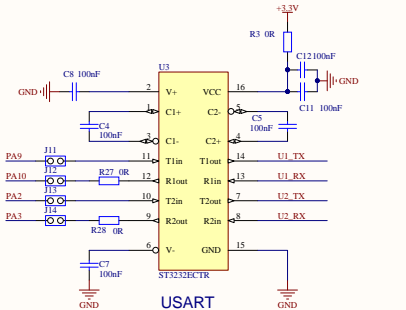 +3.3V
R3 0R
C12 100nF
GND
C11 100nF
U3
C8 100nF
GND
2 V+ VCC 16
1 C1+ C2- 5
C4
100nF
C5
100nF
3 C1- C2+ 4
PA9 J11 11 T1in T1out 14 U1_TX
PA10 J12 R27 0R 12 R1out R1in 13 U1_RX
PA2 J13 10 T2in T2out 7 U2_TX
PA3 J14 R28 0R 9 R2out R2in 8 U2_RX
6 V- GND 15
C7
100nF
ST3232ECTR
GND
GND
USART